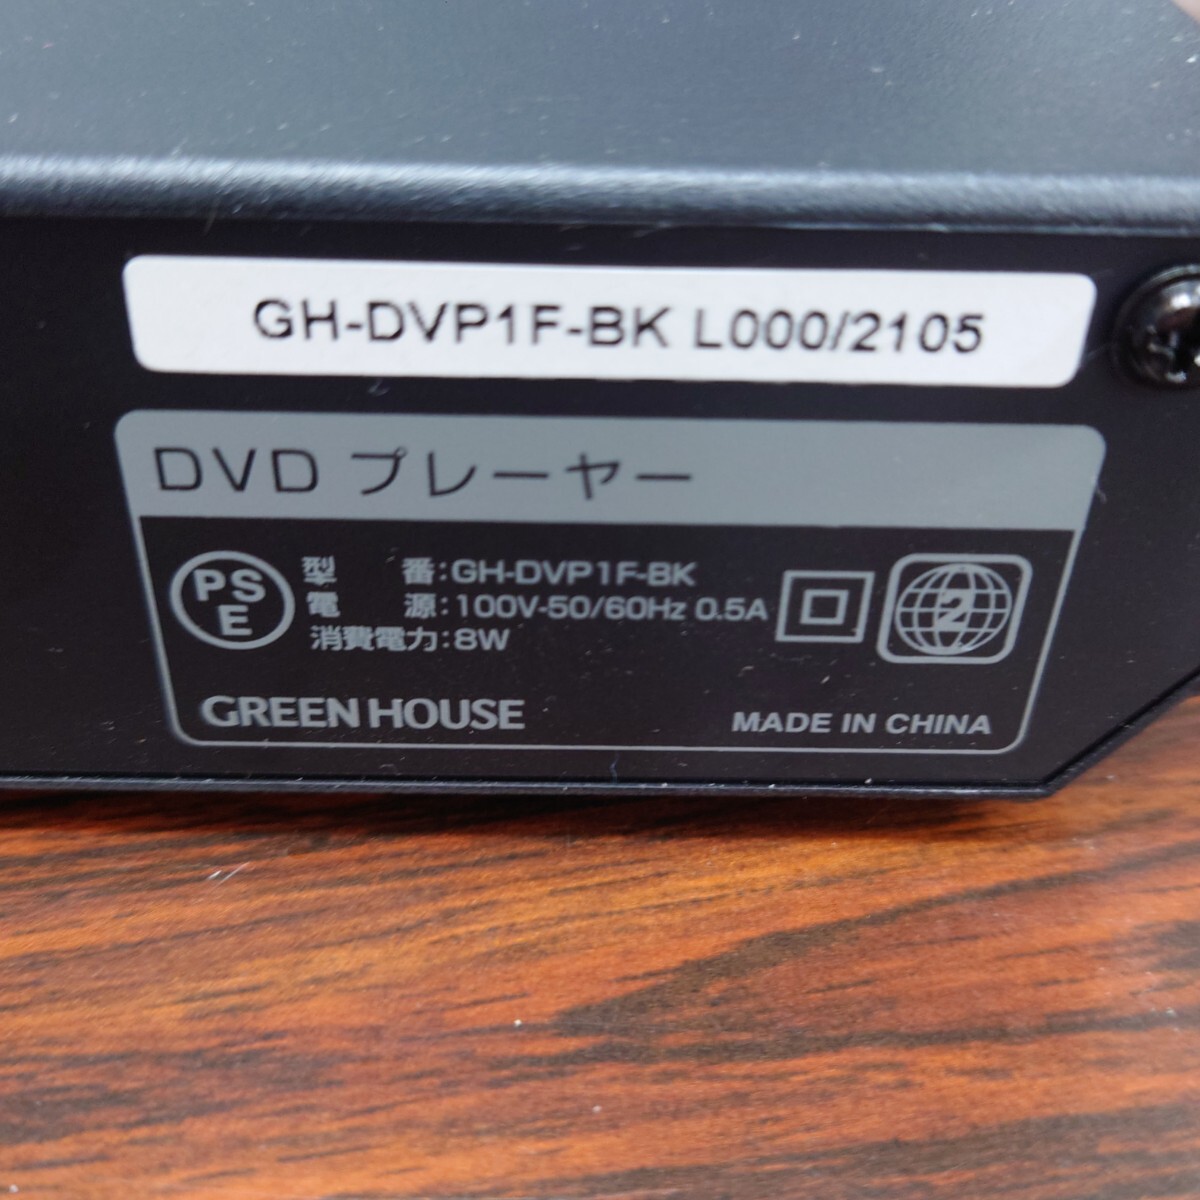 GH-DVP1F-BK L000/2105
DVD プレーヤー
PS
E
型 番:GH-DVP1F-BK
電 源:100V-50/60Hz 0.5A
消費電力:8W
2
GREEN HOUSE
MADE IN CHINA